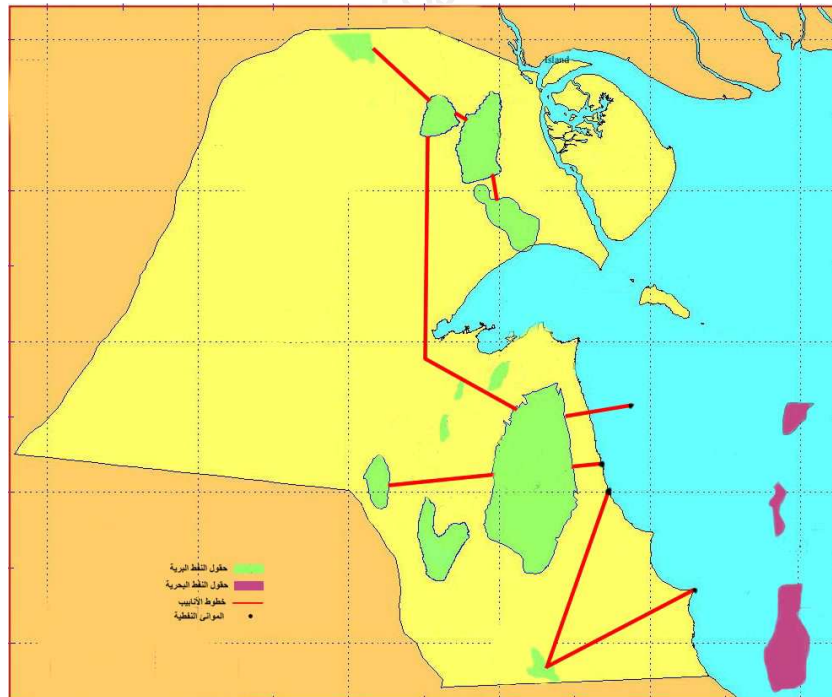 Island
حقول النفط البرية
حقول النفط البحرية
خطوط الأنابيب
الموانئ النفطية